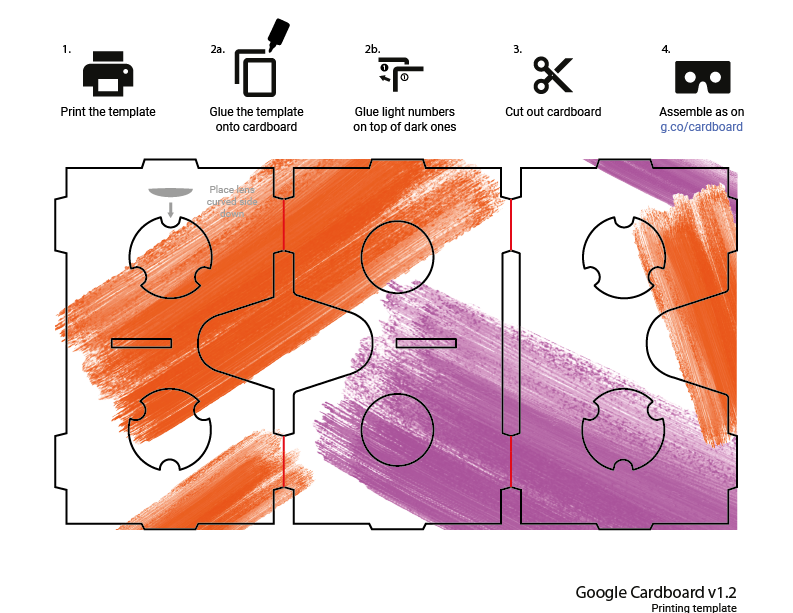 1.
Print the template
2a.
Glue the template
onto cardboard
2b.
1
1
Glue light numbers
on top of dark ones
3.
Cut out cardboard
4.
Assemble as on
g.co/cardboard
Place lens
curved side
down
Google Cardboard v1.2
Printing template